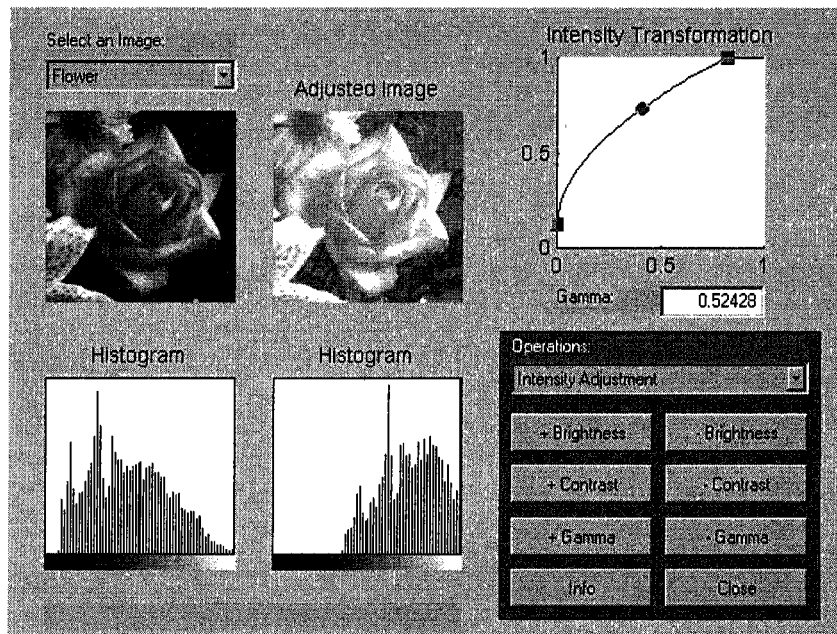 Select an Image:
Flower
Adjusted Image
Histogram
Histogram
Intensity Transformation
1
0.5
0
0
0.5
1
Gamma:
0.52428
Operations:
Intensity Adjustment
+ Brightness
- Brightness
+ Contrast
- Contrast
+ Gamma
- Gamma
Info
Close